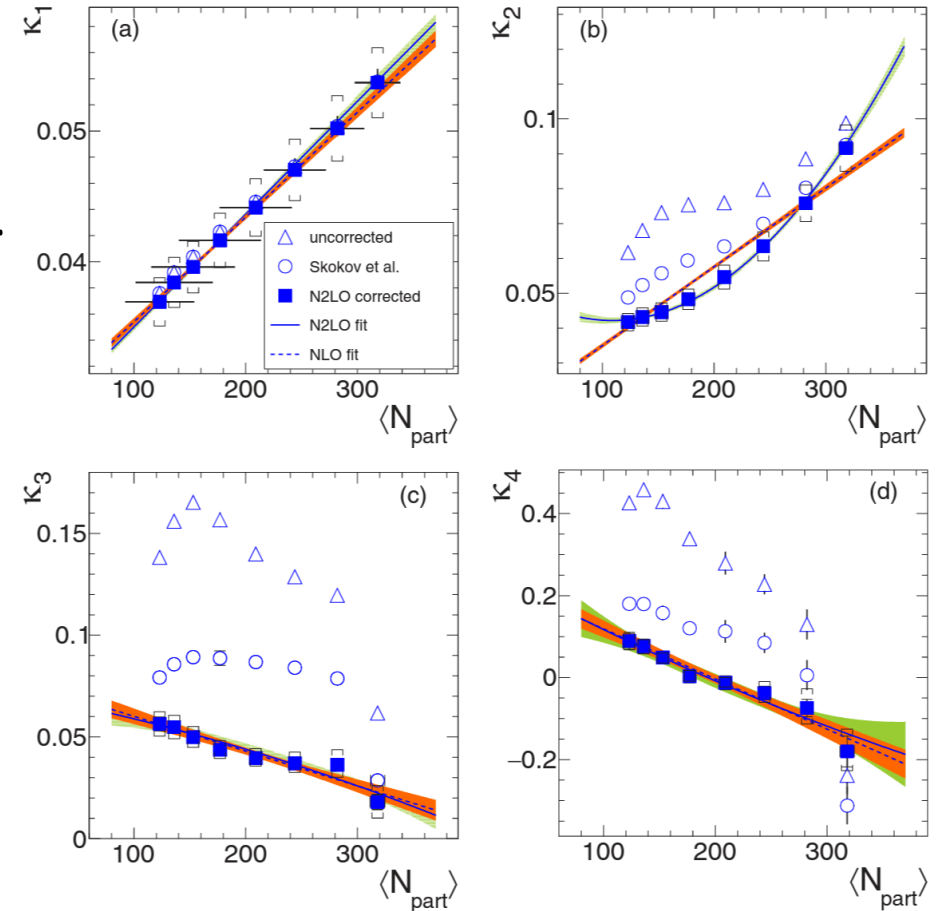 κ1
(a)
0.05
0.04
100 200 300
⟨Npart⟩
uncorrected
Skokov et al.
N2LO corrected
N2LO fit
NLO fit
κ2
(b)
0.1
0.05
100 200 300
⟨Npart⟩
κ3
(c)
0.15
0.1
0.05
0
100 200 300
⟨Npart⟩
κ4
(d)
0.4
0.2
0
−0.2
100 200 300
⟨Npart⟩